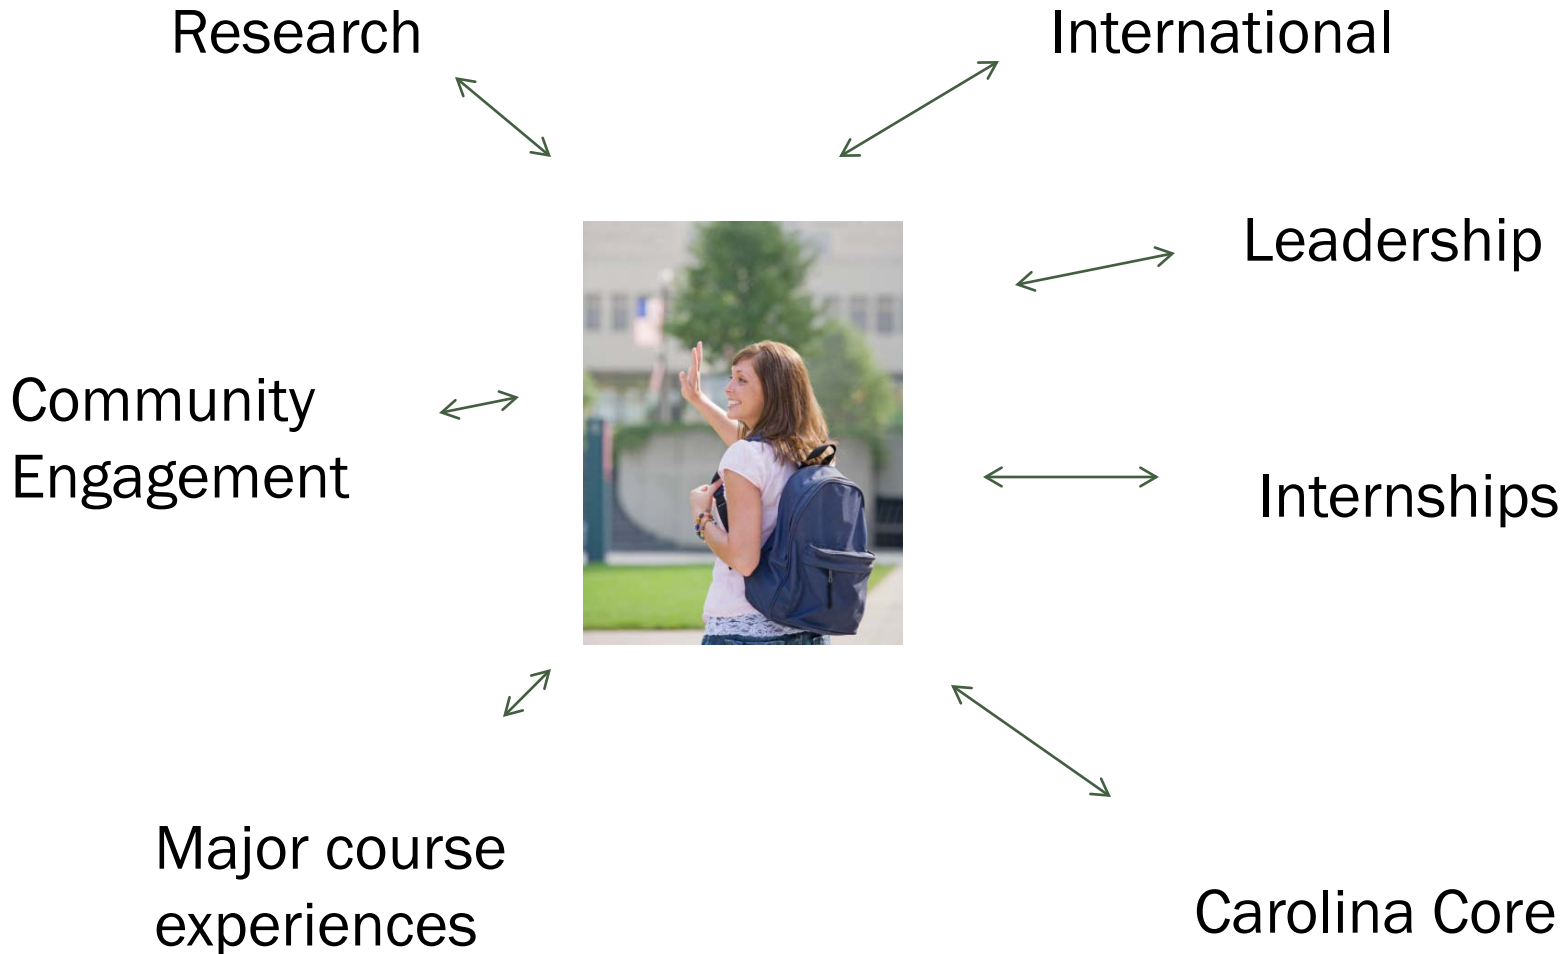 Research
International
Leadership
Community
Engagement
Internships
Major course
experiences
Carolina Core